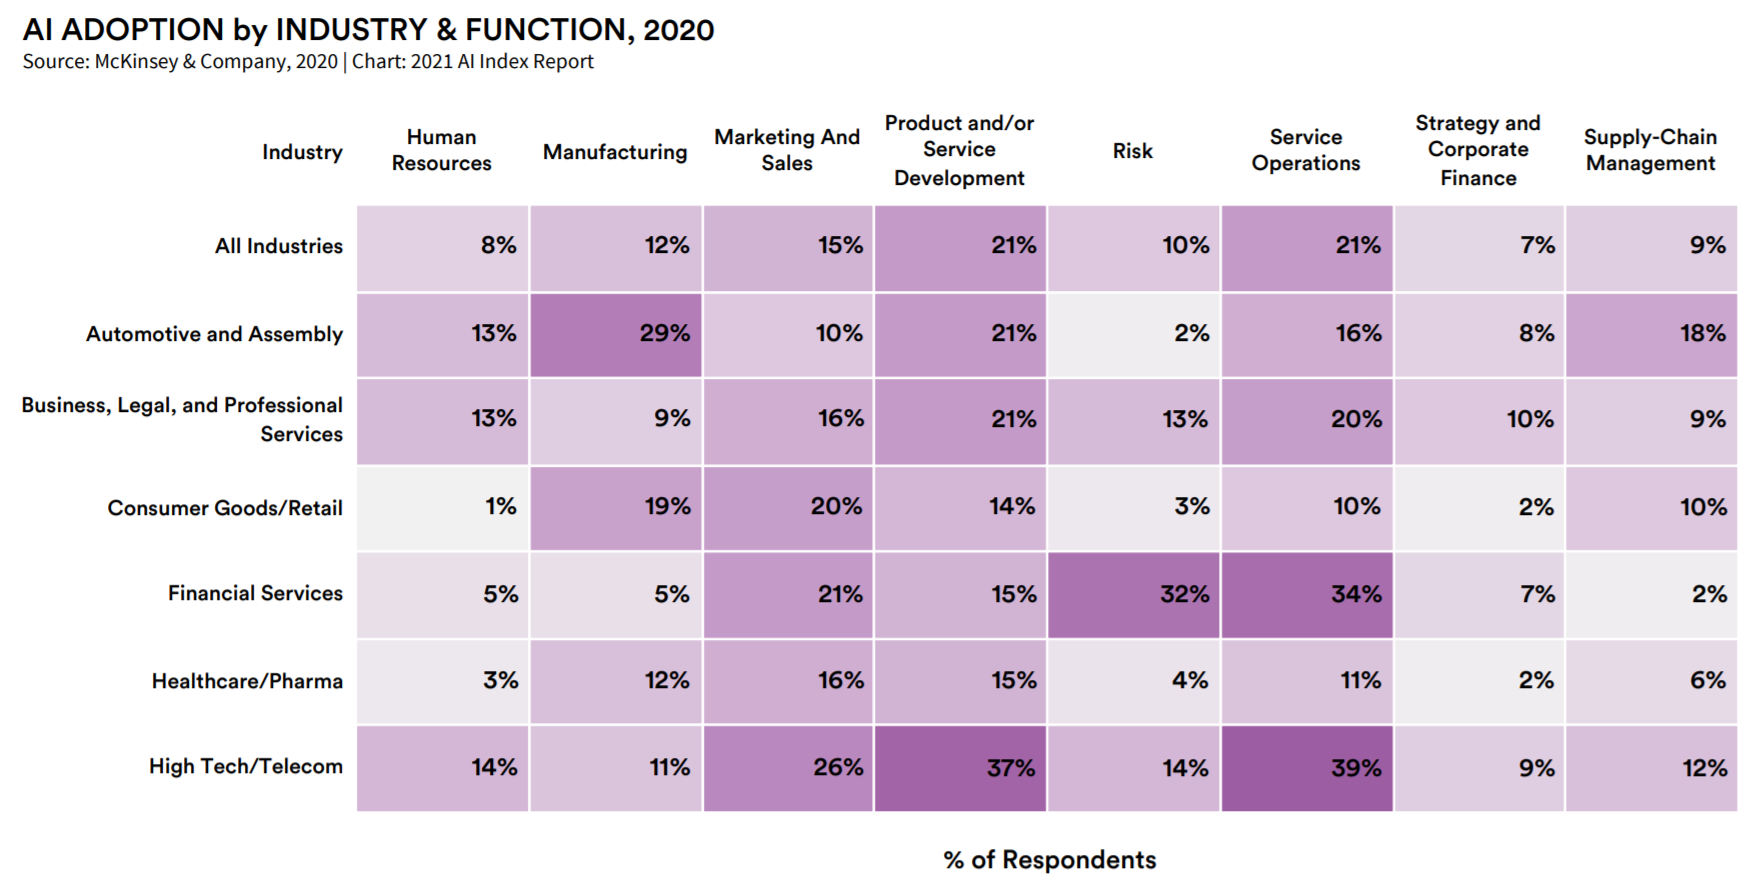 AI ADOPTION by INDUSTRY & FUNCTION, 2020
Source: McKinsey & Company, 2020 | Chart: 2021 AI Index Report
Industry
Human
Resources
Manufacturing
Marketing And
Sales
Product and/or
Service
Development
Risk
Service
Operations
Strategy and
Corporate
Finance
Supply-Chain
Management
All Industries 8% 12% 15% 21% 10% 21% 7% 9%
Automotive and Assembly 13% 29% 10% 21% 2% 16% 8% 18%
Business, Legal, and Professional
Services 13% 9% 16% 21% 13% 20% 10% 9%
Consumer Goods/Retail 1% 19% 20% 14% 3% 10% 2% 10%
Financial Services 5% 5% 21% 15% 32% 34% 7% 2%
Healthcare/Pharma 3% 12% 16% 15% 4% 11% 2% 6%
High Tech/Telecom 14% 11% 26% 37% 14% 39% 9% 12%
% of Respondents